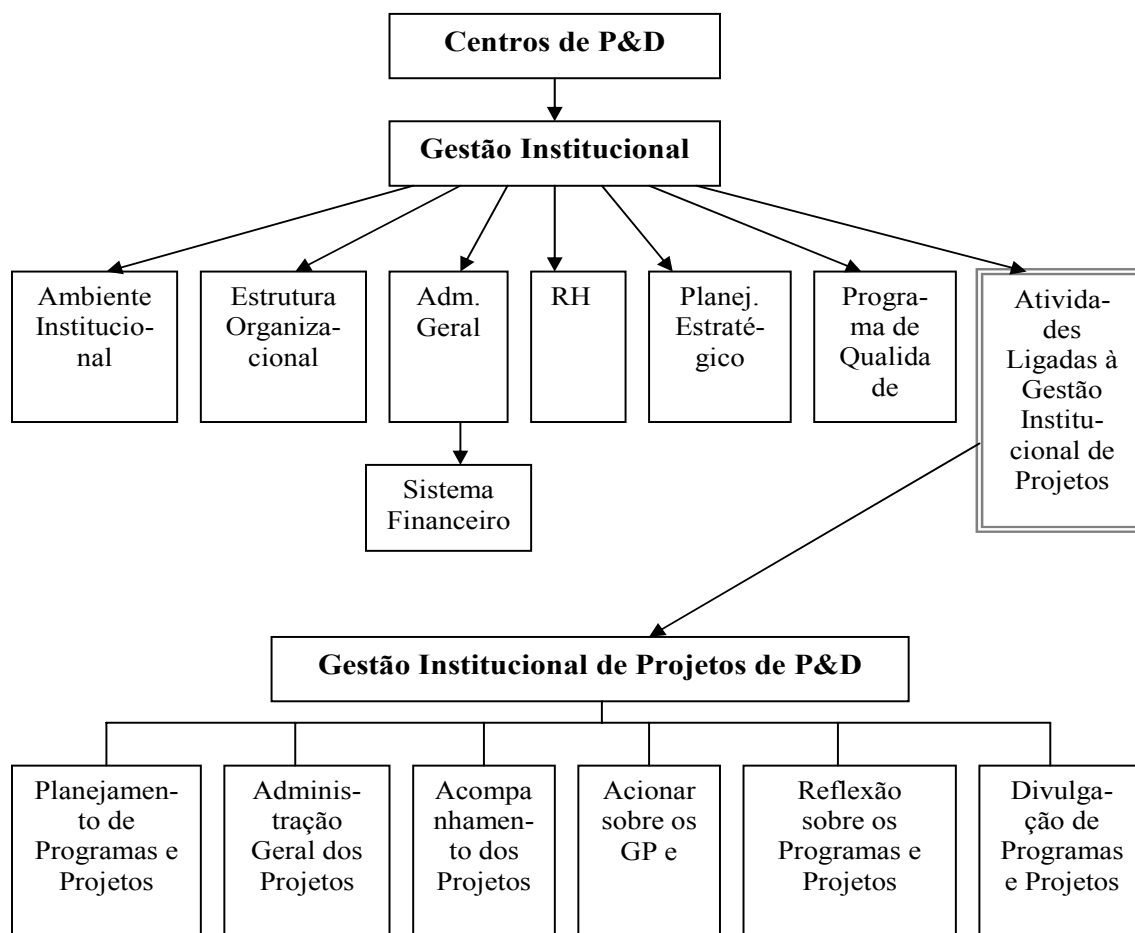 Centros de P&D
Gestão Institucional
Ambiente
Institucio-
nal
Estrutura
Organiza-
cional
Adm.
Geral
RH
Planej.
Estraté-
gico
Progra-
ma de
Qualida
de
Ativida-
des
Ligadas à
Gestão
Institu-
cional de
Projetos
Sistema
Financeiro
Gestão Institucional de Projetos de P&D
Planejamen-
to de
Programas e
Projetos
Adminis-
tração
Geral dos
Projetos
Acompa
nhamen-
to dos
Projetos
Acionar
sobre os
GP e
Reflexão
sobre os
Programas e
Projetos
Divulga-
ção de
Programas
e Projetos